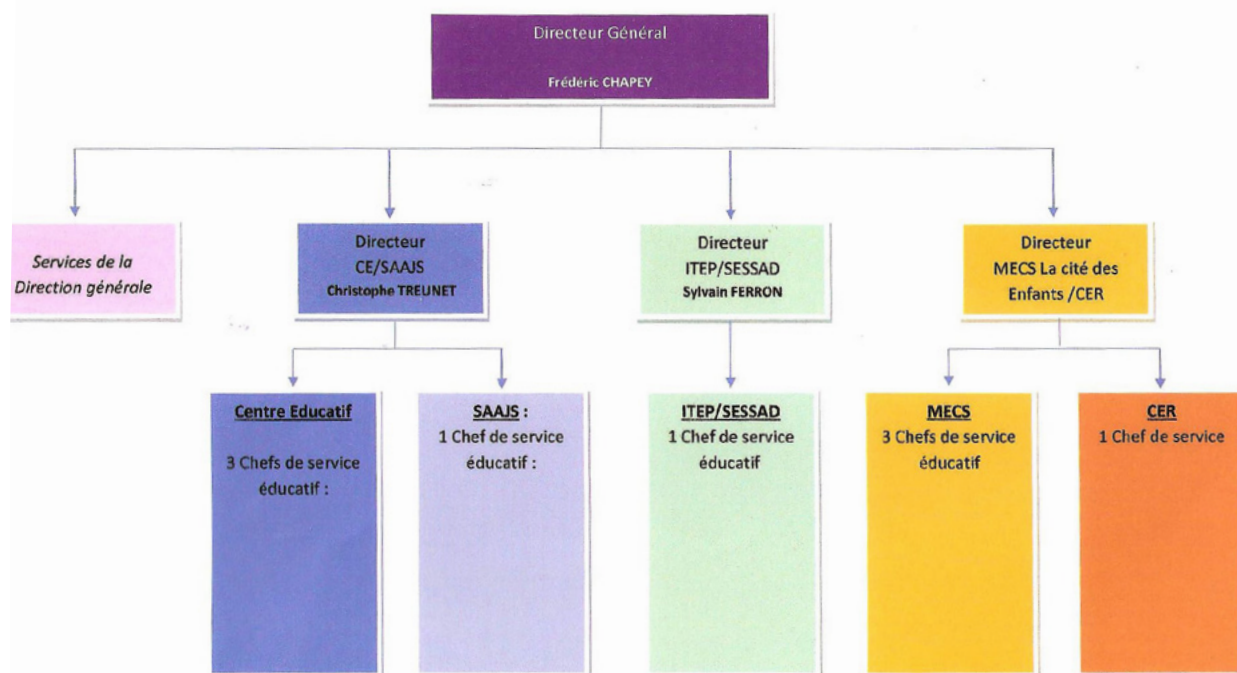 Directeur Général
Frédéric CHAPEY
Services de la
Direction générale
Directeur
CE/SAAJS
Christophe TREUNET
Directeur
ITEP/SESSAD
Sylvain FERRON
Directeur
MECS La cité des
Enfants /CER
Centre Educatif
3 Chefs de service
éducatif :
SAAJS :
1 Chef de service
éducatif :
ITEP/SESSAD
1 Chef de service
éducatif
MECS
3 Chefs de service
éducatif
CER
1 Chef de service